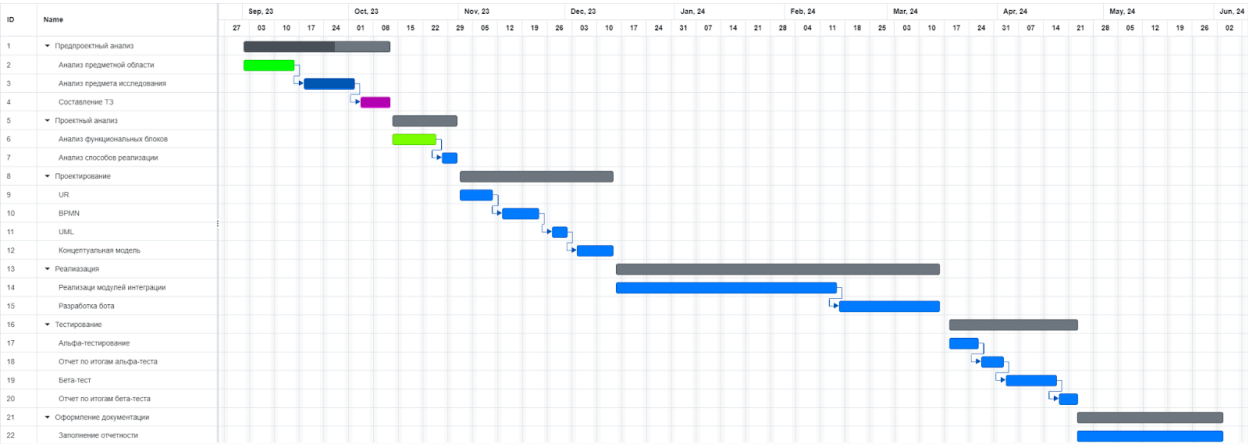 ID Name Sep, 23 Oct, 23 Nov, 23 Dec, 23 Jan, 24 Feb, 24 Mar, 24 Apr, 24 May, 24 Jun, 24
27 03 10 17 24 01 08 15 22 29 05 12 19 26 03 10 17 24 31 07 14 21 28 04 11 18 25 03 10 17 24 31 07 14 21 28 05 12 19 26 02
1 Предпроектный анализ
2 Анализ предметной области
3 Анализ предмета исследования
4 Составление ТЗ
5 Проектный анализ
6 Анализ функциональных блоков
7 Анализ способов реализации
8 Проектирование
9 UR
10 BPMN
11 UML
12 Концептуальная модель
13 Реалиазация
14 Реализаци модулей интеграции
15 Разработка бота
16 Тестирование
17 Альфа-тестирование
18 Отчет по итогам альфа-теста
19 Бета-тест
20 Отчет по итогам бета-теста
21 Оформление документации
22 Заполнение отчетности